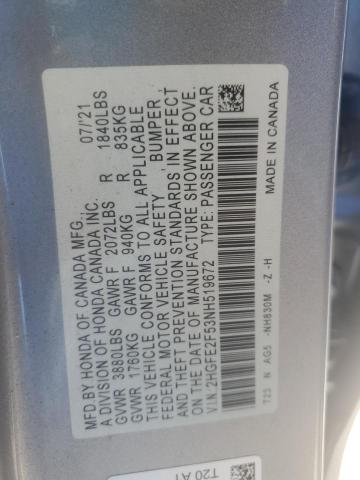 MFD.BY HONDA OF CANADA MFG., 07/'21
A DIVISION OF HONDA CANADA INC.
GVWR 3880LBS GAWR F 2072LBS R 1840LBS
GVWR 1760KG GAWR F 940KG R 835KG
THIS VEHICLE CONFORMS TO ALL APPLICABLE
FEDERAL MOTOR VEHICLE SAFETY, BUMPER,
AND THEFT PREVENTION STANDARDS IN EFFECT
ON THE DATE OF MANUFACTURE SHOWN ABOVE.
V.I.N. 2HGFE2F53NH519672 TYPE: PASSENGER CAR
T23 N AG5 -NH830M -Z -H MADE IN CANADA
T20 A1